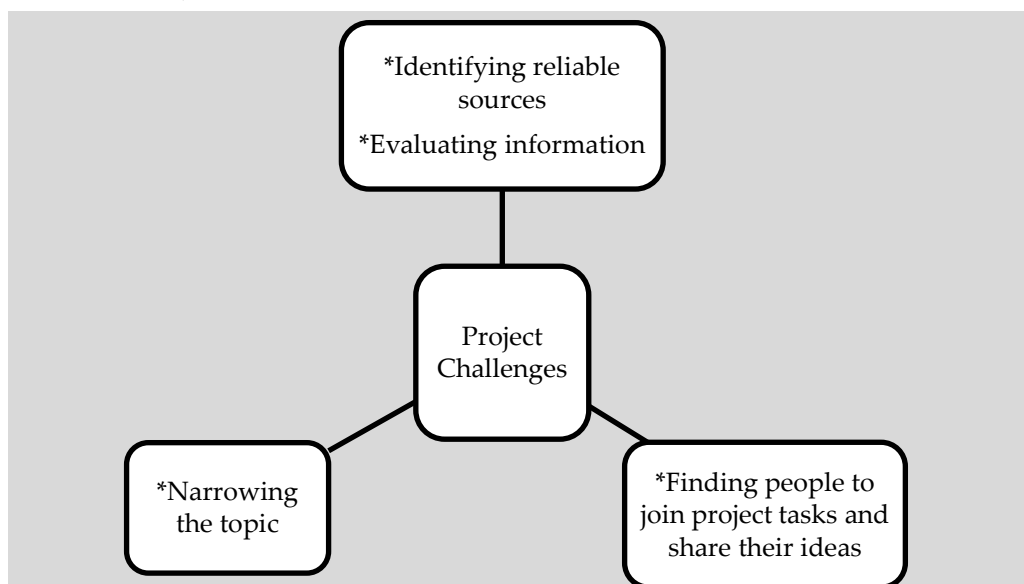 *Identifying reliable
sources
*Evaluating information
Project
Challenges
*Narrowing
the topic
*Finding people to
join project tasks and
share their ideas